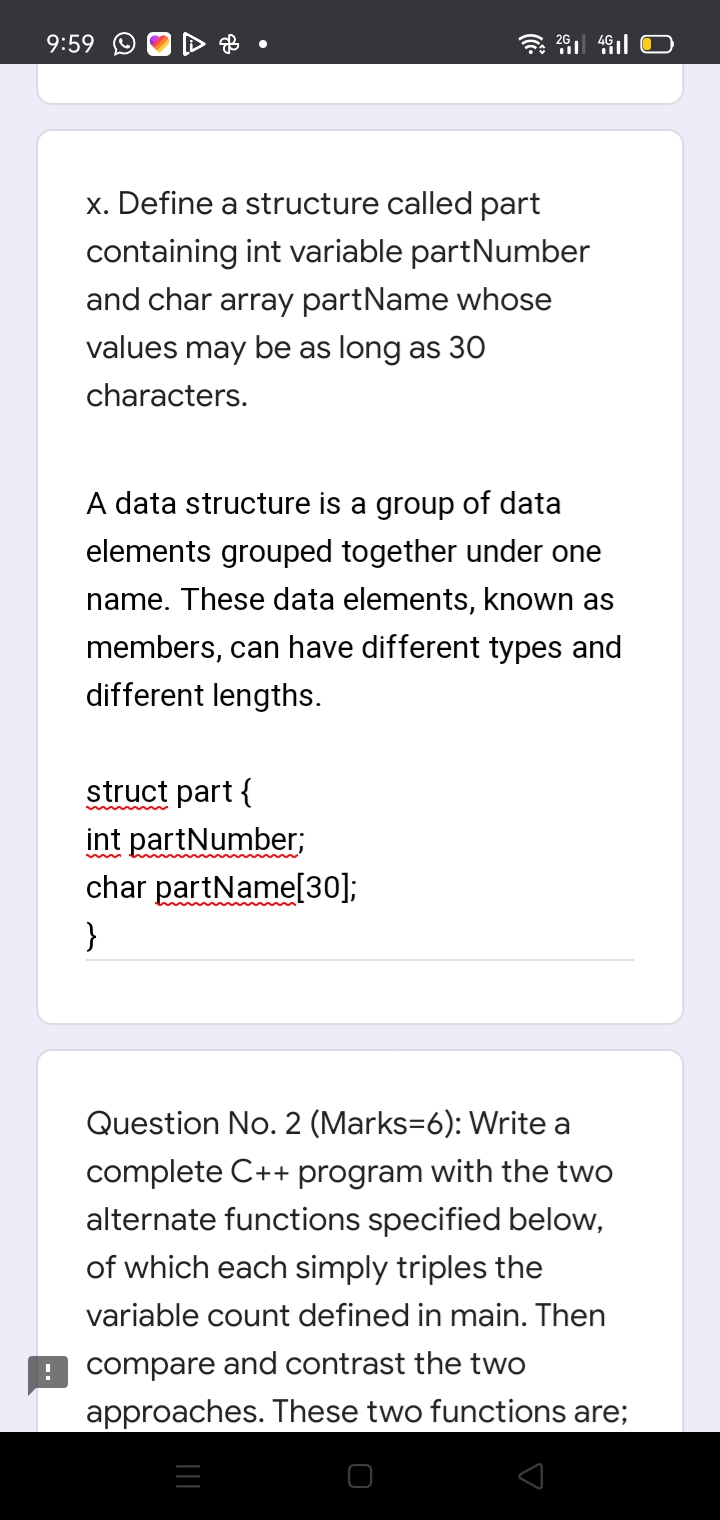 9:59
2G
4G
x. Define a structure called part
containing int variable partNumber
and char array partName whose
values may be as long as 30
characters.
A data structure is a group of data
elements grouped together under one
name. These data elements, known as
members, can have different types and
different lengths.
struct part {
int partNumber;
char partName[30];
}
Question No. 2 (Marks=6): Write a
complete C++ program with the two
alternate functions specified below,
of which each simply triples the
variable count defined in main. Then
compare and contrast the two
approaches. These two functions are;